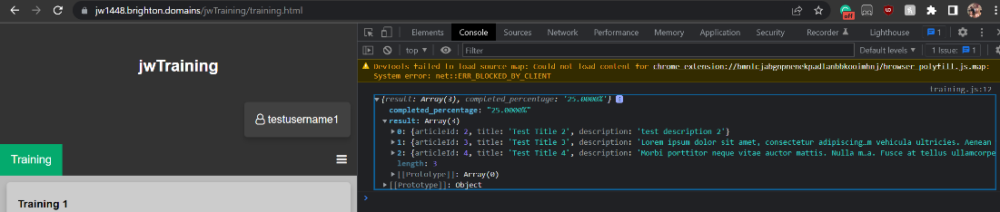 jw1448.brighton.domains/jwTraining/training.html
off
jwTraining
testusername1
Training
Training 1
Elements Console Sources Network Performance Memory Application Security Recorder Lighthouse 1
top Filter Default levels 1 Issue: 1
DevTools failed to load source map: Could not load content for chrome-extension://bmnlcjabgnpnenekpadlanbbkooimhnj/browser-polyfill.js.map:
System error: net::ERR_BLOCKED_BY_CLIENT
training.js:12
{result: Array(3), completed_percentage: '25.0000%'}
completed_percentage: "25.0000%"
result: Array(3)
0: {articleId: 2, title: 'Test Title 2', description: 'test description 2'}
1: {articleId: 3, title: 'Test Title 3', description: 'Lorem ipsum dolor sit amet, consectetur adipiscing…m vehicula ultricies. Aenean
2: {articleId: 4, title: 'Test Title 4', description: 'Morbi porttitor neque vitae auctor mattis. Nulla m…a. Fusce at tellus ullamcorpe
length: 3
[[Prototype]]: Array(0)
[[Prototype]]: Object